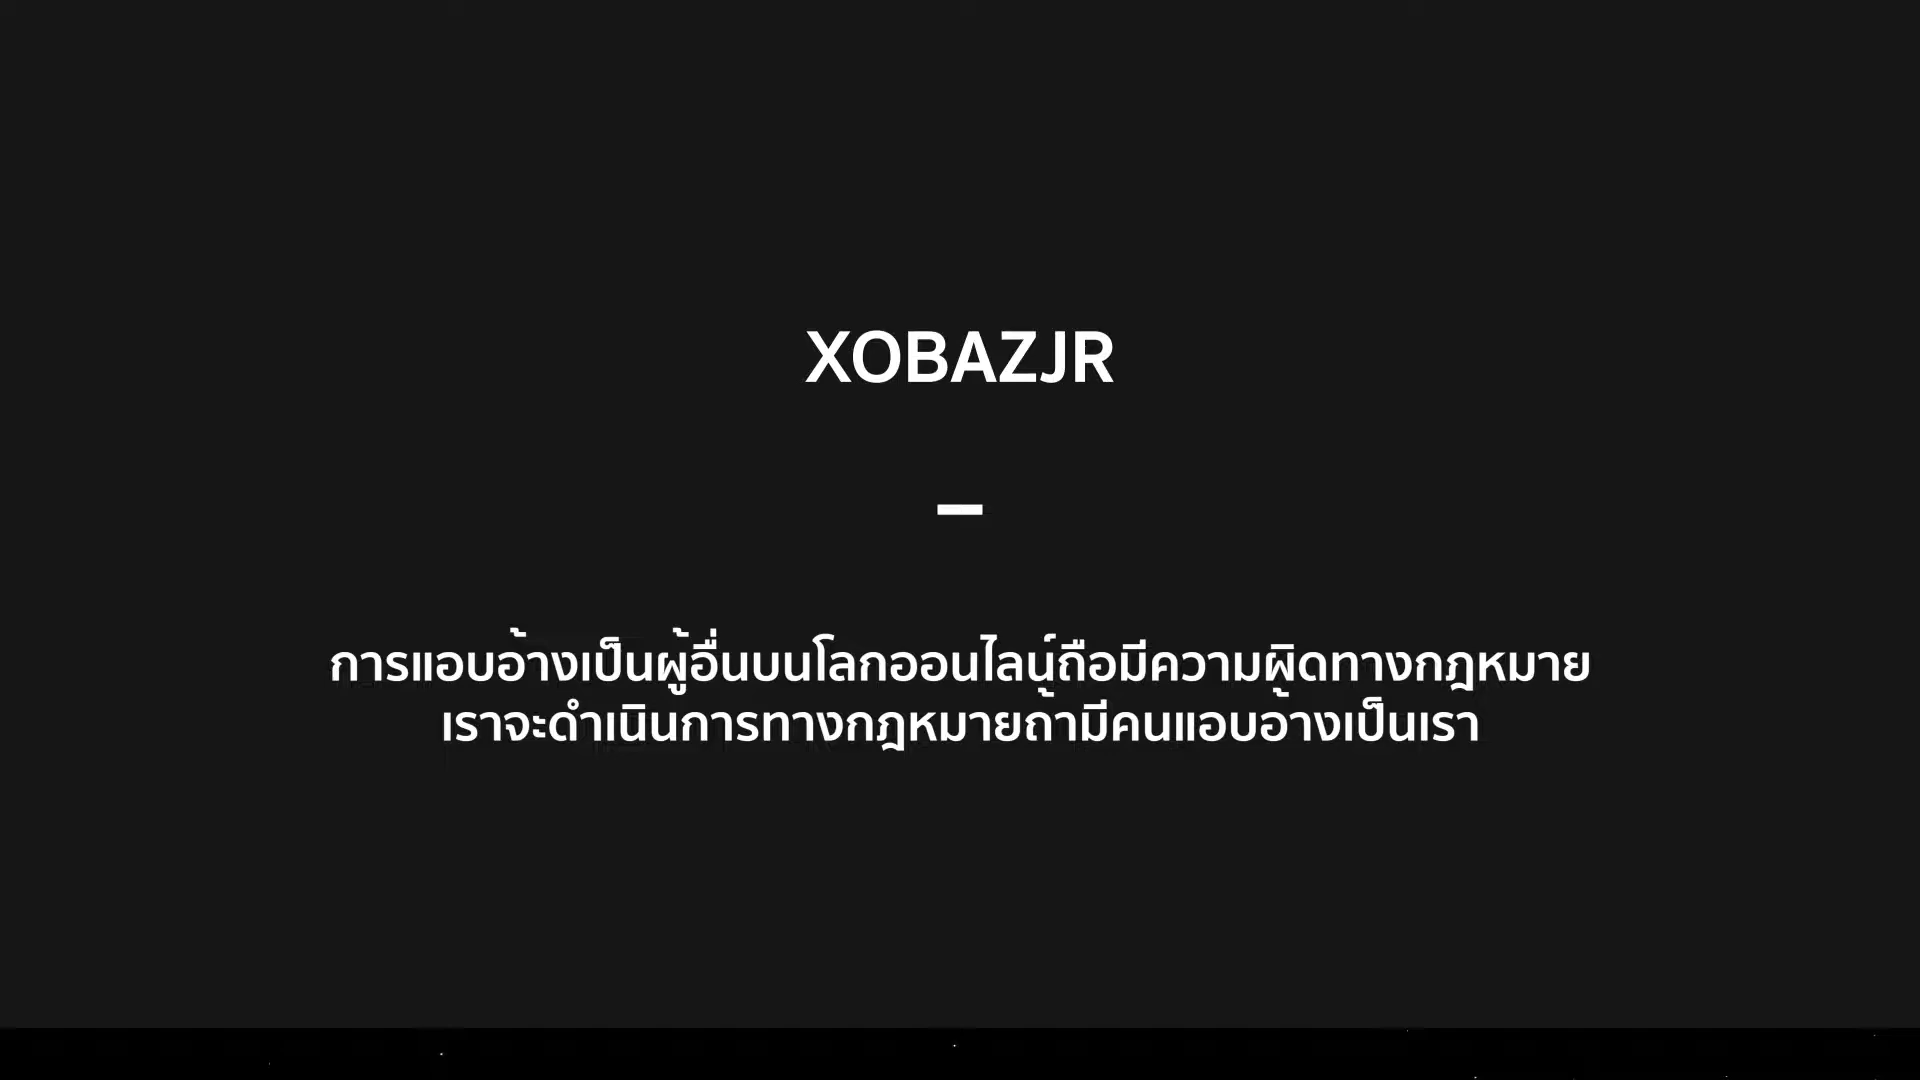 XOBAZJR
–
การแอบอ้างเป็นผู้อื่นบนโลกออนไลน์ถือมีความผิดทางกฎหมาย
เราจะดำเนินการทางกฎหมายถ้ามีคนแอบอ้างเป็นเรา